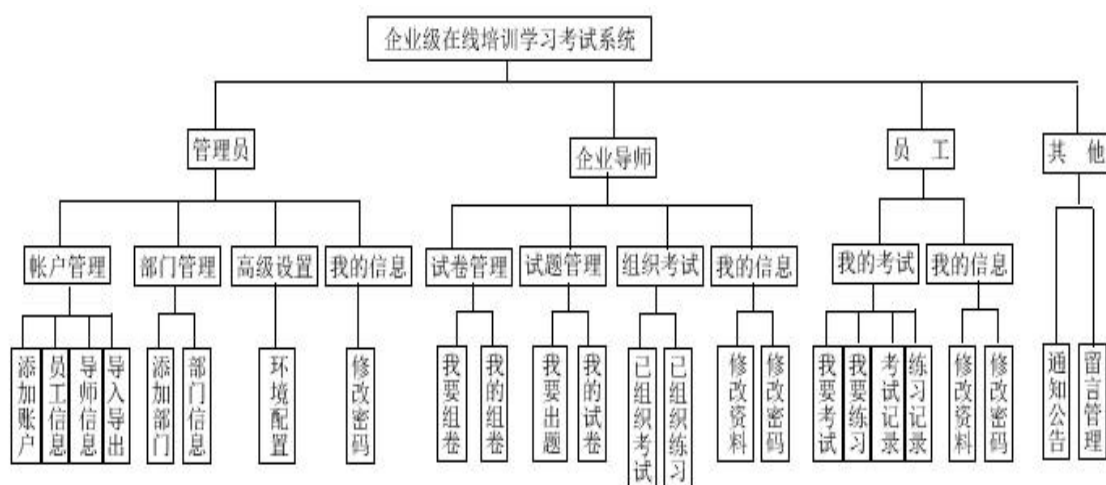 企业级在线培训学习考试系统
管理员
企业导师
员 工
其 他
帐户管理
部门管理
高级设置
我的信息
试卷管理
试题管理
组织考试
我的信息
我的考试
我的信息
添加账户
员工信息
导师信息
导入导出
添加部门
部门信息
环境配置
修改密码
我要组卷
我的组卷
我要出题
我的试卷
已组织考试
已组织练习
修改资料
修改密码
我要考试
我要练习
考试记录
练习记录
修改资料
修改密码
通知公告
留言管理